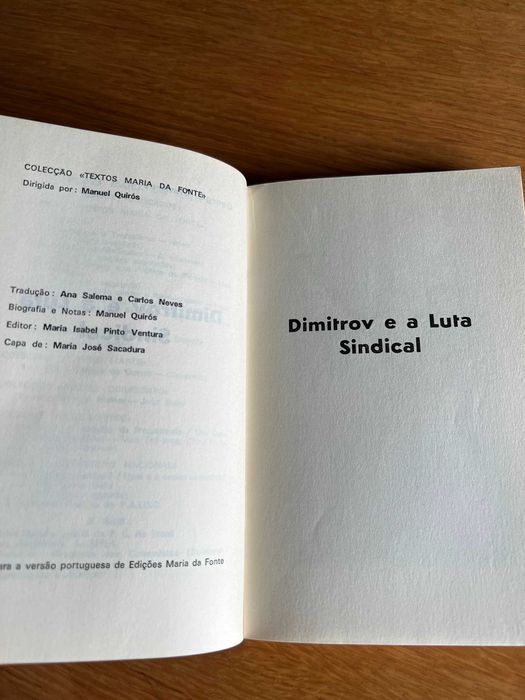 COLECÇÃO «TEXTOS MARIA DA FONTE»
Dirigida por: Manuel Quirós
Tradução: Ana Salema e Carlos Neves
Biografia e Notas: Manuel Quirós
Editor: Maria Isabel Pinto Ventura
Capa de: Maria José Sacadura
a versão portuguesa de Edições Maria da Fonte
Dimitrov e a Luta
Sindical